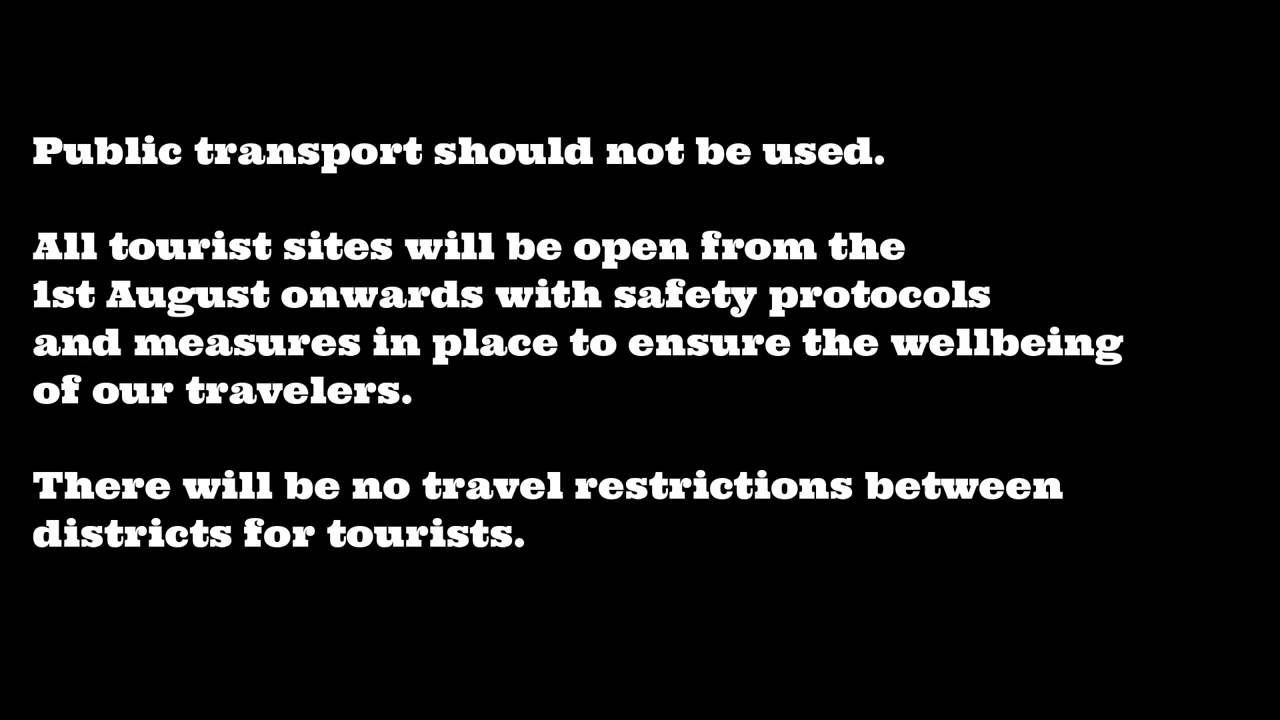 Public transport should not be used.
All tourist sites will be open from the
1st August onwards with safety protocols
and measures in place to ensure the wellbeing
of our travelers.
There will be no travel restrictions between
districts for tourists.